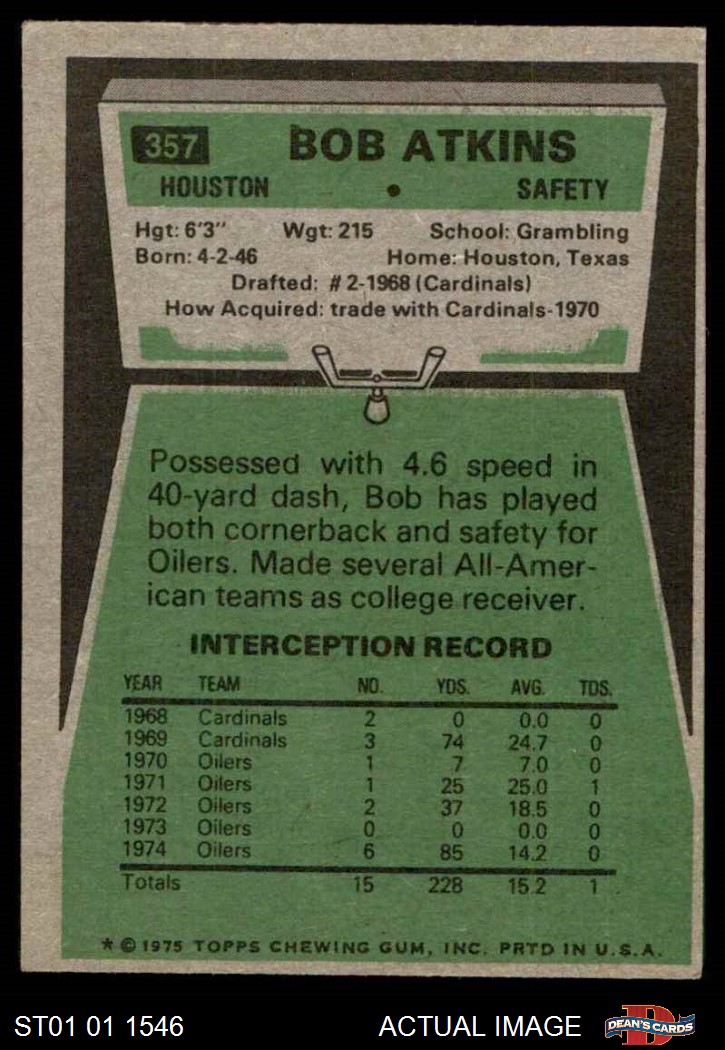 357 BOB ATKINS
HOUSTON • SAFETY
Hgt: 6'3" Wgt: 215 School: Grambling
Born: 4-2-46 Home: Houston, Texas
Drafted: #2-1968 (Cardinals)
How Acquired: trade with Cardinals-1970
Possessed with 4.6 speed in
40-yard dash, Bob has played
both cornerback and safety for
Oilers. Made several All-Amer-
ican teams as college receiver.
INTERCEPTION RECORD
YEAR TEAM NO. YDS. AVG. TDS.
1968 Cardinals 2 0 0.0 0
1969 Cardinals 3 74 24.7 0
1970 Oilers 1 7 7.0 0
1971 Oilers 1 25 25.0 1
1972 Oilers 2 37 18.5 0
1973 Oilers 0 0 0.0 0
1974 Oilers 6 85 14.2 0
Totals 15 228 15.2 1
* © 1975 TOPPS CHEWING GUM, INC. PRTD IN U.S.A.
ST01 01 1546 ACTUAL IMAGE D DEAN'S CARDS